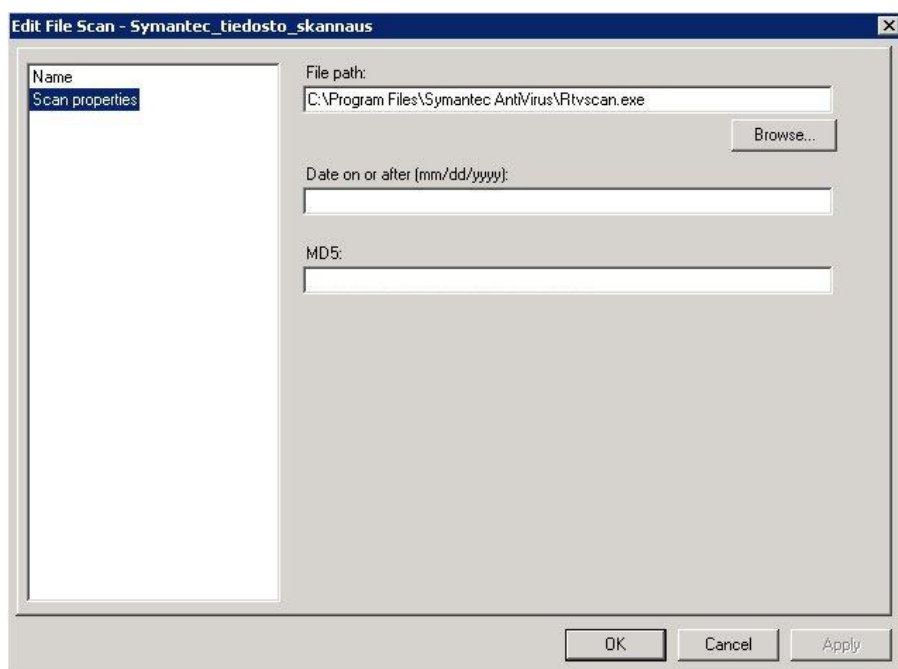 Edit File Scan - Symantec_tiedosto_skannaus
Name
Scan properties
File path:
C:\Program Files\Symantec AntiVirus\Rtvscan.exe
Browse...
Date on or after (mm/dd/yyyy):
MD5:
OK
Cancel
Apply